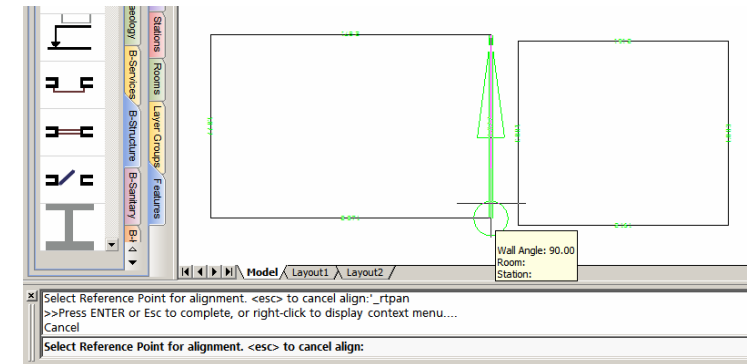 aeology
B-Services
B-Structure
B-Sanitary
Stations
Rooms
Layer Groups
Features
Wall Angle: 90.00
Room:
Station:
Model
Layout1
Layout2
Select Reference Point for alignment. <esc> to cancel align:'_rtpan
>>Press ENTER or Esc to complete, or right-click to display context menu....
Cancel
Select Reference Point for alignment. <esc> to cancel align: